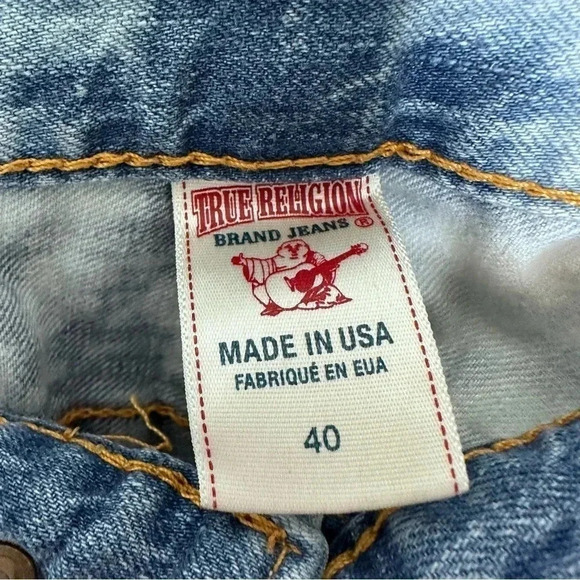 TRUE RELIGION
BRAND JEANS ®
MADE IN USA
FABRIQUÉ EN EUA
40